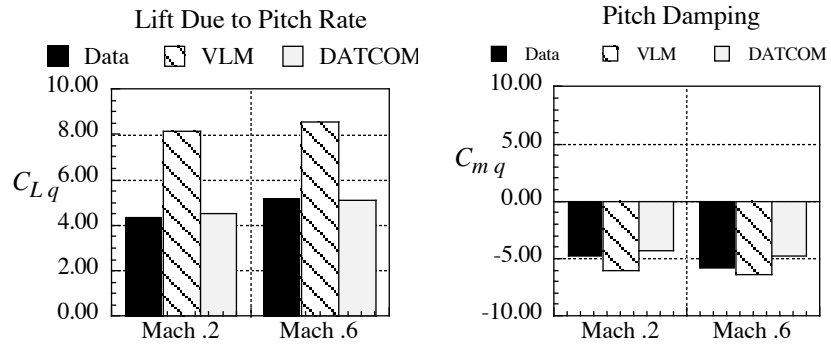 Lift Due to Pitch Rate
Data VLM DATCOM
10.00
8.00
6.00
C_{L q}
4.00
2.00
0.00
Mach .2 Mach .6
Pitch Damping
Data VLM DATCOM
10.00
5.00
C_{m q}
0.00
-5.00
-10.00
Mach .2 Mach .6